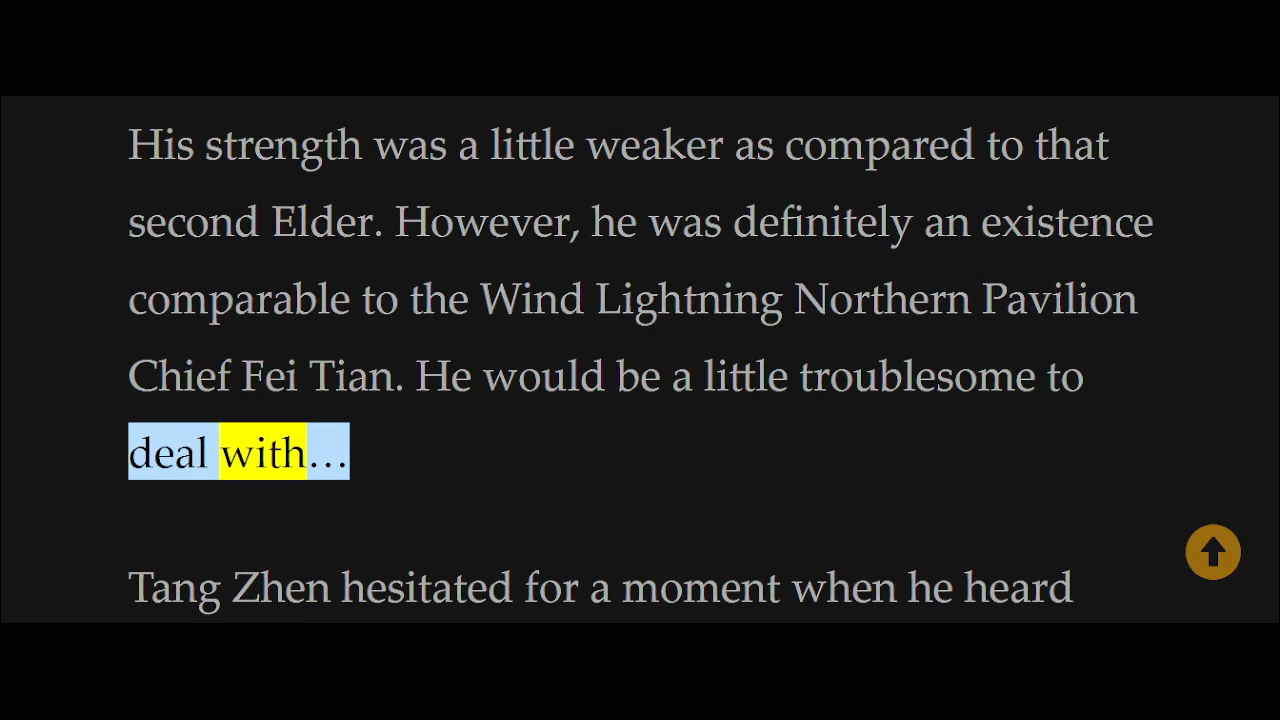 His strength was a little weaker as compared to that
second Elder. However, he was definitely an existence
comparable to the Wind Lightning Northern Pavilion
Chief Fei Tian. He would be a little troublesome to
deal with…
Tang Zhen hesitated for a moment when he heard